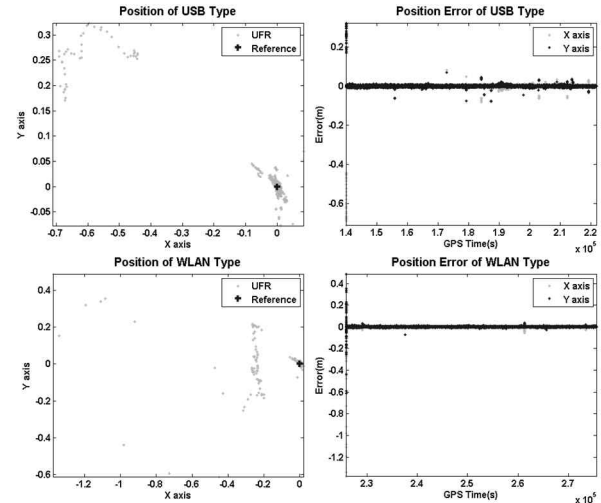 Position of USB Type
0.3
0.25
0.2
0.15
0.1
0.05
0
-0.05
Y axis
UFR
Reference
-0.7 -0.6 -0.5 -0.4 -0.3 -0.2 -0.1 0
X axis
Position Error of USB Type
0.2
0
-0.2
-0.4
-0.6
Error(m)
X axis
Y axis
1.4 1.5 1.6 1.7 1.8 1.9 2 2.1 2.2
GPS Time(s)
x 10⁵
Position of WLAN Type
0.4
0.2
0
-0.2
-0.4
-0.6
Y axis
UFR
Reference
-1.2 -1 -0.8 -0.6 -0.4 -0.2 0
X axis
Position Error of WLAN Type
0.4
0.2
0
-0.2
-0.4
-0.6
-0.8
-1
-1.2
Error(m)
X axis
Y axis
2.3 2.4 2.5 2.6 2.7
GPS Time(s)
x 10⁵